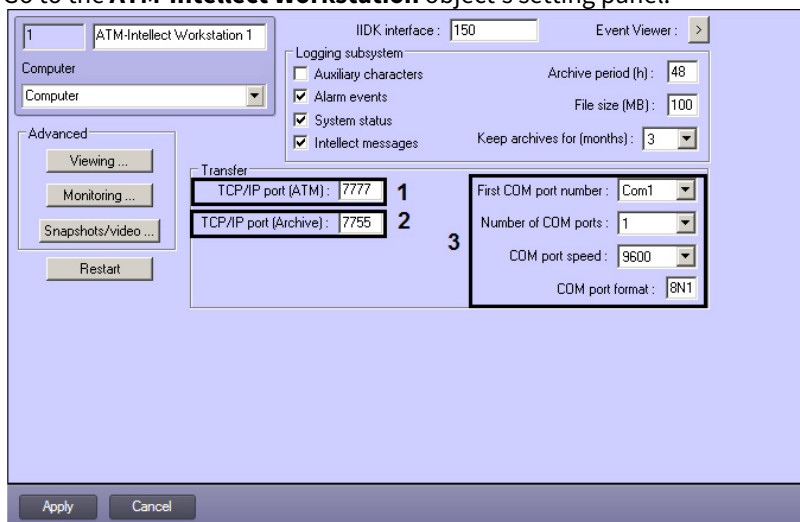 Go to the ATM-Intellect Workstation object's setting panel.
1 ATM-Intellect Workstation 1
Computer
Computer
IIDK interface : 150
Event Viewer : >
Logging subsystem
Auxiliary characters
Alarm events
System status
Intellect messages
Archive period (h) : 48
File size (MB) : 100
Keep archives for (months) : 3
Advanced
Viewing ...
Monitoring ...
Snapshots/video ...
Restart
Transfer
TCP/IP port (ATM) : 7777 1
TCP/IP port (Archive) : 7755 2
3
First COM port number : Com1
Number of COM ports : 1
COM port speed : 9600
COM port format : 8N1
Apply Cancel